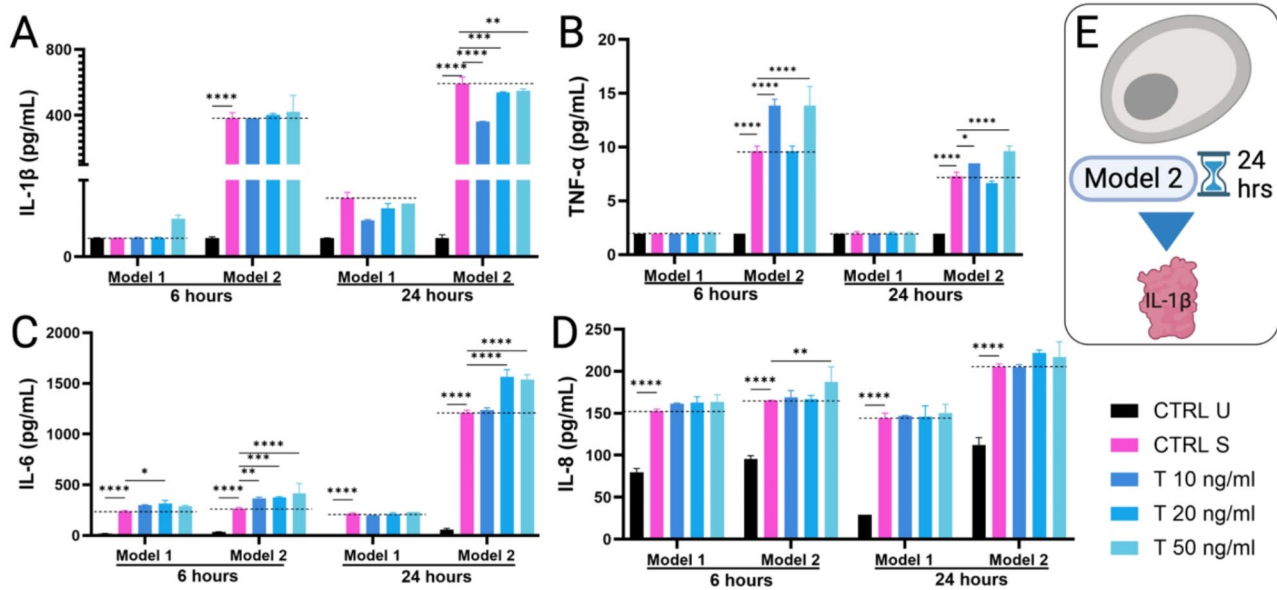 A
IL-1β (pg/mL)
800
400
0
****
****
****
***
**
Model 1
Model 2
Model 1
Model 2
6 hours
24 hours
B
TNF-α (pg/mL)
20
15
10
5
0
****
****
****
****
*
****
Model 1
Model 2
Model 1
Model 2
6 hours
24 hours
E
Model 2
24
hrs
IL-1β
C
IL-6 (pg/mL)
2000
1500
1000
500
0
****
*
****
**
***
****
****
****
****
****
Model 1
Model 2
Model 1
Model 2
6 hours
24 hours
D
IL-8 (pg/mL)
250
200
150
100
50
0
****
****
**
****
****
Model 1
Model 2
Model 1
Model 2
6 hours
24 hours
CTRL U
CTRL S
T 10 ng/ml
T 20 ng/ml
T 50 ng/ml